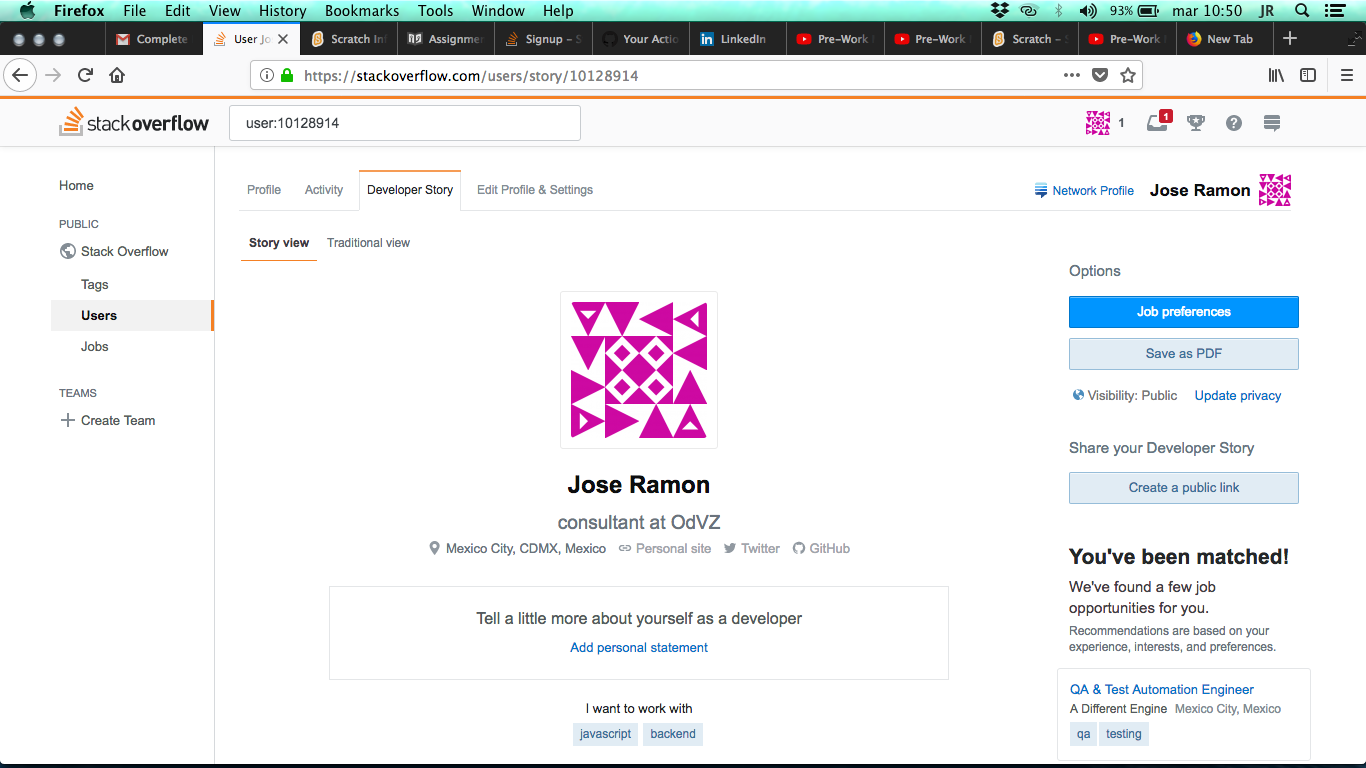 Firefox File Edit View History Bookmarks Tools Window Help 93% mar 10:50 JR
Complete User Jo Scratch Int Assignmer Signup – S Your Actio LinkedIn Pre-Work Pre-Work Scratch – S Pre-Work New Tab
https://stackoverflow.com/users/story/10128914
stackoverflow user:10128914 1 1
Home
PUBLIC
Stack Overflow
Tags
Users
Jobs
TEAMS
Create Team
Profile Activity Developer Story Edit Profile & Settings Network Profile Jose Ramon
Story view Traditional view
Jose Ramon
consultant at OdVZ
Mexico City, CDMX, Mexico Personal site Twitter GitHub
Tell a little more about yourself as a developer
Add personal statement
I want to work with
javascript backend
Options
Job preferences
Save as PDF
Visibility: Public Update privacy
Share your Developer Story
Create a public link
You've been matched!
We've found a few job
opportunities for you.
Recommendations are based on your
experience, interests, and preferences.
QA & Test Automation Engineer
A Different Engine Mexico City, Mexico
qa testing